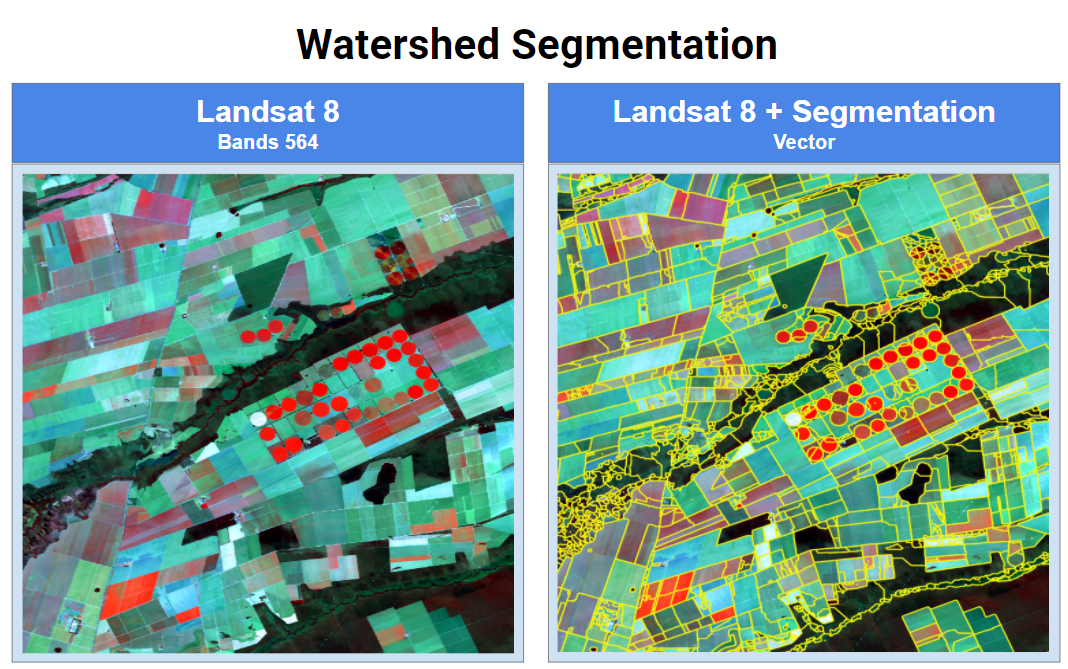 Watershed Segmentation
Landsat 8
Bands 564
Landsat 8 + Segmentation
Vector